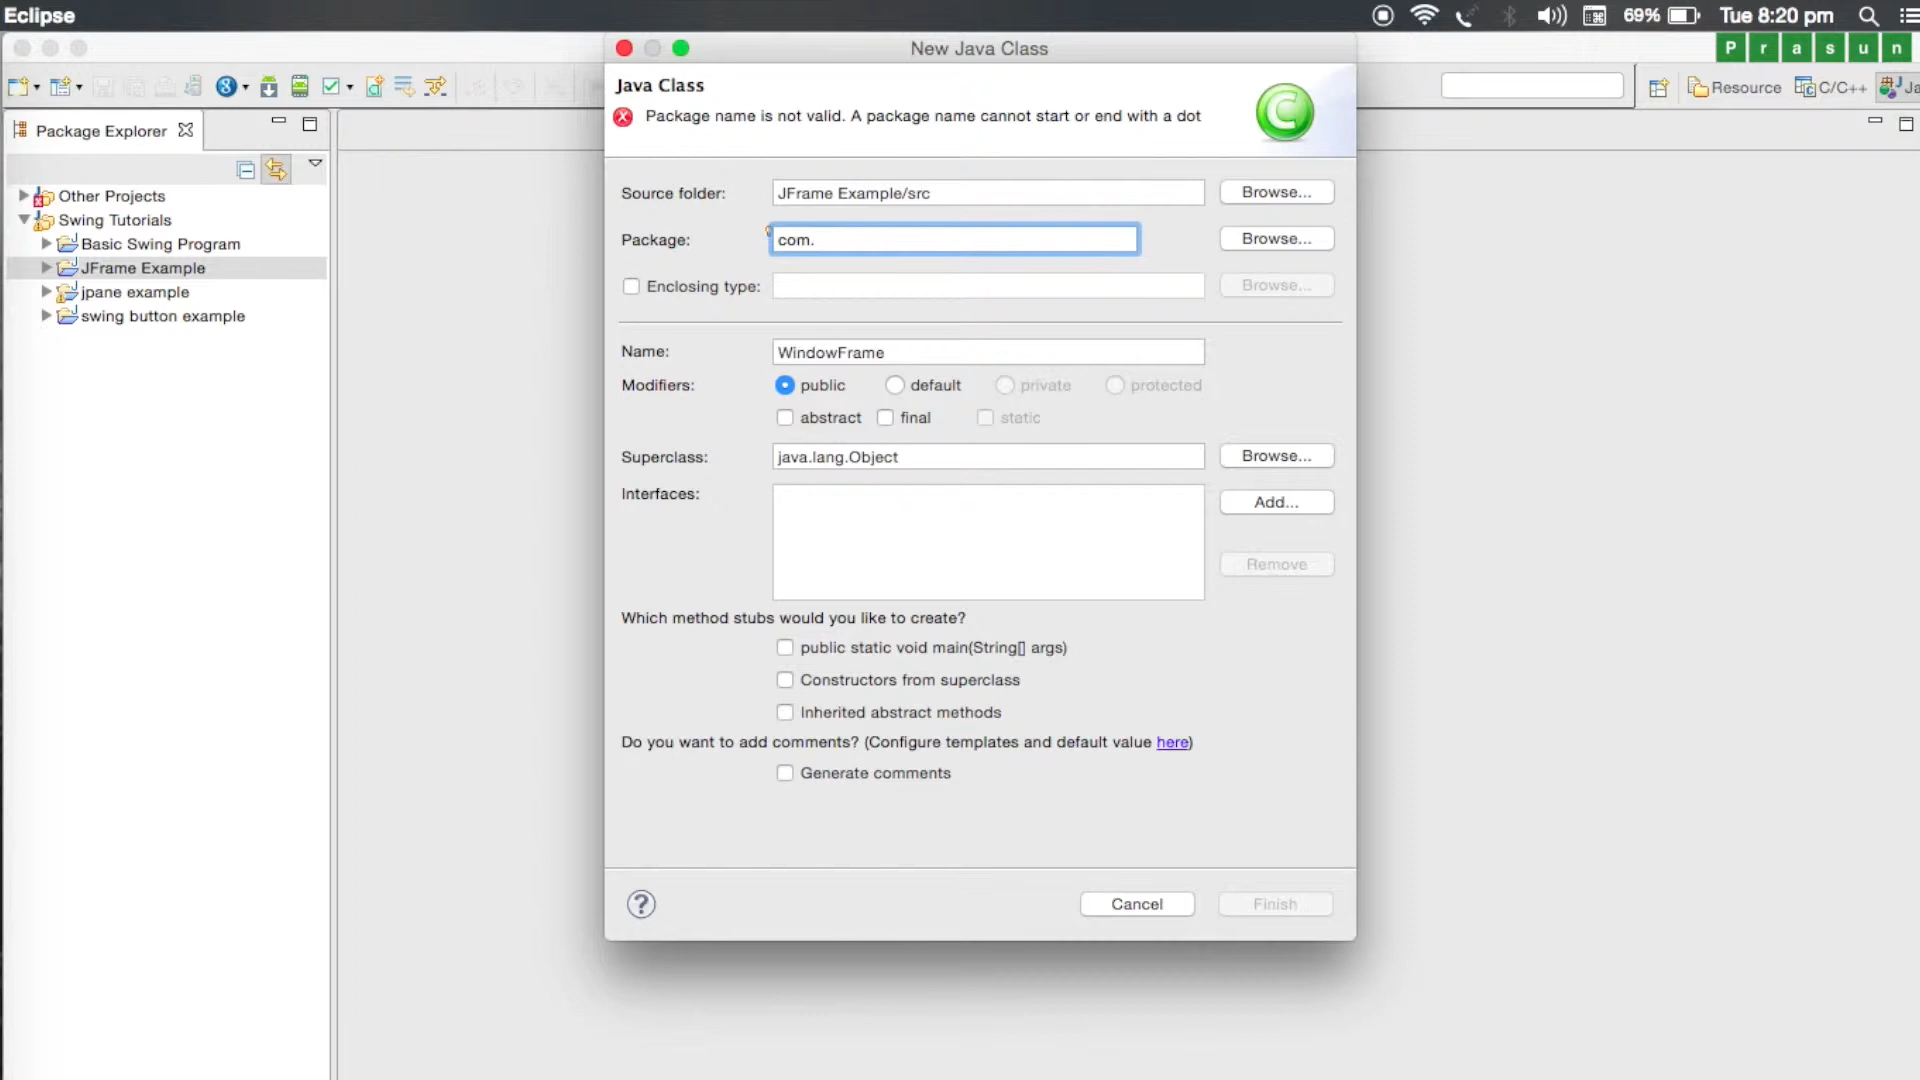 Eclipse
69% Tue 8:20 pm
New Java Class
P r a s u n
Java Class
Package name is not valid. A package name cannot start or end with a dot
Resource C/C++ Ja
Package Explorer
Other Projects
Swing Tutorials
Basic Swing Program
JFrame Example
jpane example
swing button example
Source folder: JFrame Example/src Browse...
Package: com. Browse...
Enclosing type: Browse...
Name: WindowFrame
Modifiers: public default private protected
abstract final static
Superclass: java.lang.Object Browse...
Interfaces: Add...
Remove
Which method stubs would you like to create?
public static void main(String[] args)
Constructors from superclass
Inherited abstract methods
Do you want to add comments? (Configure templates and default value here)
Generate comments
? Cancel Finish